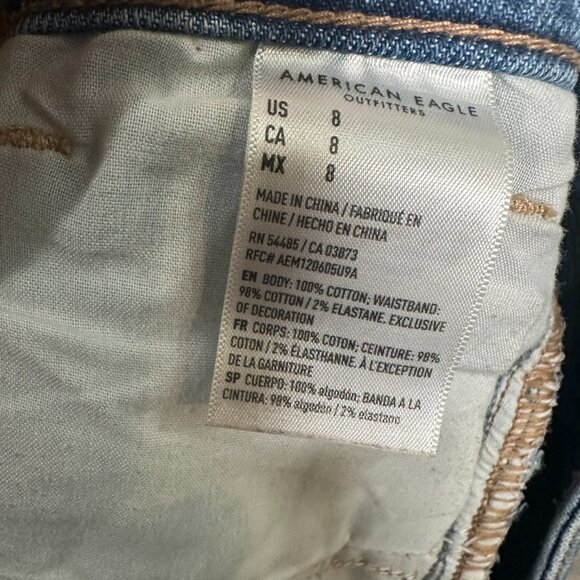 AMERICAN EAGLE
OUTFITTERS
US 8
CA 8
MX 8
MADE IN CHINA / FABRIQUÉ EN
CHINE / HECHO EN CHINA
RN 54485 / CA 03873
RFC# AEM120605U9A
EN BODY: 100% COTTON; WAISTBAND:
98% COTTON / 2% ELASTANE. EXCLUSIVE
OF DECORATION
FR CORPS: 100% COTON; CEINTURE: 98%
COTON / 2% ÉLASTHANNE. À L'EXCEPTION
DE LA GARNITURE
SP CUERPO: 100% algodón; BANDA A LA
CINTURA: 98% algodón / 2% elastano